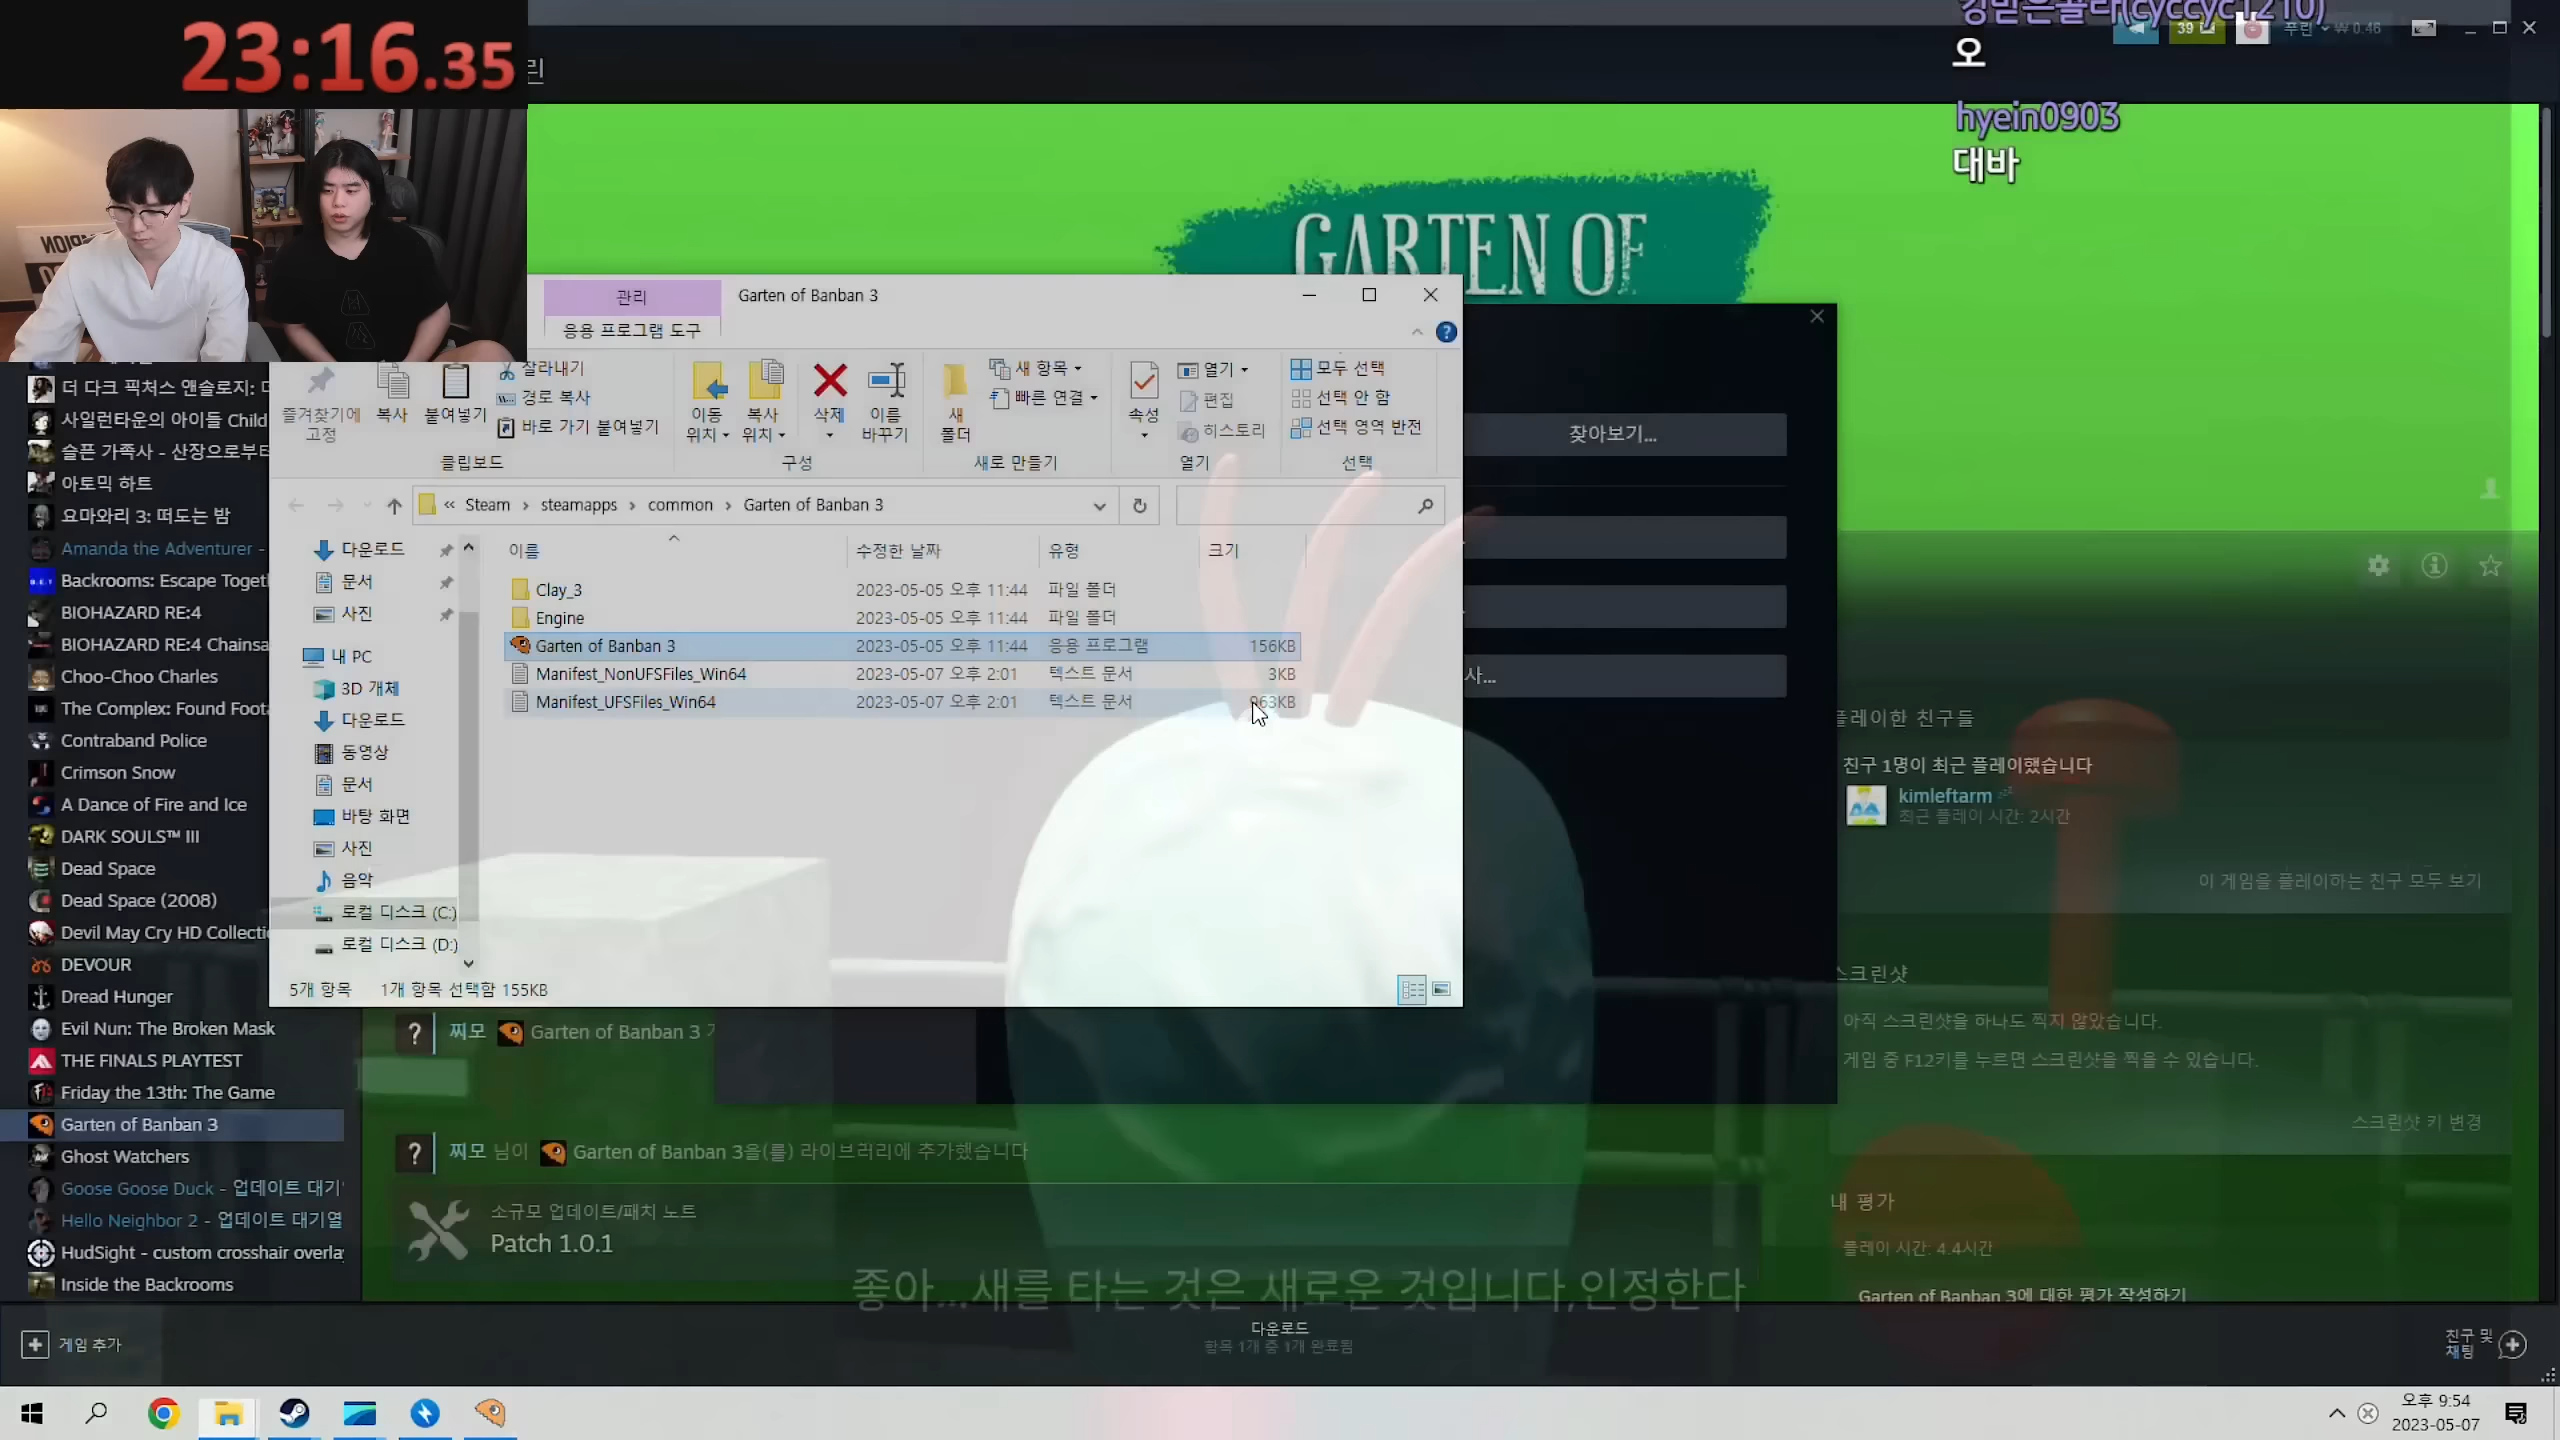 23:16.35
린
킹받은콜라(cyccyc1210)
오
hyein0903
대바
39
푸린
₩ 0.46
GARTEN OF
관리
Garten of Banban 3
응용 프로그램 도구
즐겨찾기에 고정
복사
붙여넣기
잘라내기
경로 복사
바로 가기 붙여넣기
클립보드
이동 위치
복사 위치
삭제
이름 바꾸기
구성
새 폴더
새 항목
빠른 연결
새로 만들기
속성
열기
편집
히스토리
열기
모두 선택
선택 안 함
선택 영역 반전
선택
« Steam › steamapps › common › Garten of Banban 3
이름 수정한 날짜 유형 크기
Clay_3 2023-05-05 오후 11:44 파일 폴더
Engine 2023-05-05 오후 11:44 파일 폴더
Garten of Banban 3 2023-05-05 오후 11:44 응용 프로그램 156KB
Manifest_NonUFSFiles_Win64 2023-05-07 오후 2:01 텍스트 문서 3KB
Manifest_UFSFiles_Win64 2023-05-07 오후 2:01 텍스트 문서 963KB
다운로드
문서
사진
내 PC
3D 개체
다운로드
동영상
문서
바탕 화면
사진
음악
로컬 디스크 (C:)
로컬 디스크 (D:)
5개 항목 1개 항목 선택함 155KB
찾아보기...
사...
더 다크 픽처스 앤솔로지: 더
사일런타운의 아이들 Child
슬픈 가족사 - 산장으로부터
아토믹 하트
요마와리 3: 떠도는 밤
Amanda the Adventurer -
Backrooms: Escape Togeth
BIOHAZARD RE:4
BIOHAZARD RE:4 Chainsa
Choo-Choo Charles
The Complex: Found Foota
Contraband Police
Crimson Snow
A Dance of Fire and Ice
DARK SOULS™ III
Dead Space
Dead Space (2008)
Devil May Cry HD Collectio
DEVOUR
Dread Hunger
Evil Nun: The Broken Mask
THE FINALS PLAYTEST
Friday the 13th: The Game
Garten of Banban 3
Ghost Watchers
Goose Goose Duck - 업데이트 대기
Hello Neighbor 2 - 업데이트 대기열
HudSight - custom crosshair overlay
Inside the Backrooms
찌모 Garten of Banban 3
찌모 님이 Garten of Banban 3을(를) 라이브러리에 추가했습니다
소규모 업데이트/패치 노트
Patch 1.0.1
플레이한 친구들
친구 1명이 최근 플레이했습니다
kimleftarm
최근 플레이 시간: 2시간
이 게임을 플레이하는 친구 모두 보기
스크린샷
아직 스크린샷을 하나도 찍지 않았습니다.
게임 중 F12키를 누르면 스크린샷을 찍을 수 있습니다.
스크린샷 키 변경
내 평가
플레이 시간: 4.4시간
Garten of Banban 3에 대한 평가 작성하기
좋아...새를 타는 것은 새로운 것입니다,인정한다
게임 추가
다운로드
항목 1개 중 1개 완료됨
친구 및 채팅
오후 9:54
2023-05-07